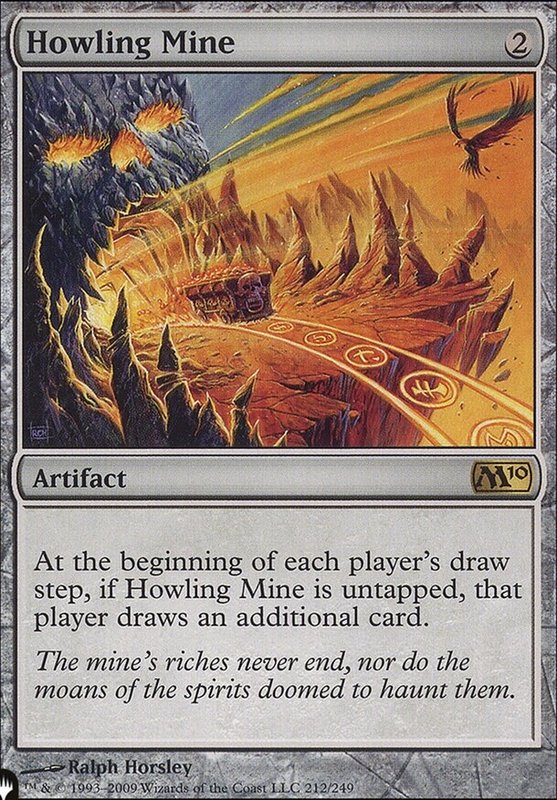 Howling Mine 2
Artifact M10
At the beginning of each player's draw
step, if Howling Mine is untapped, that
player draws an additional card.
The mine's riches never end, nor do the
moans of the spirits doomed to haunt them.
Ralph Horsley
™ & © 1993–2009 Wizards of the Coast LLC 212/249